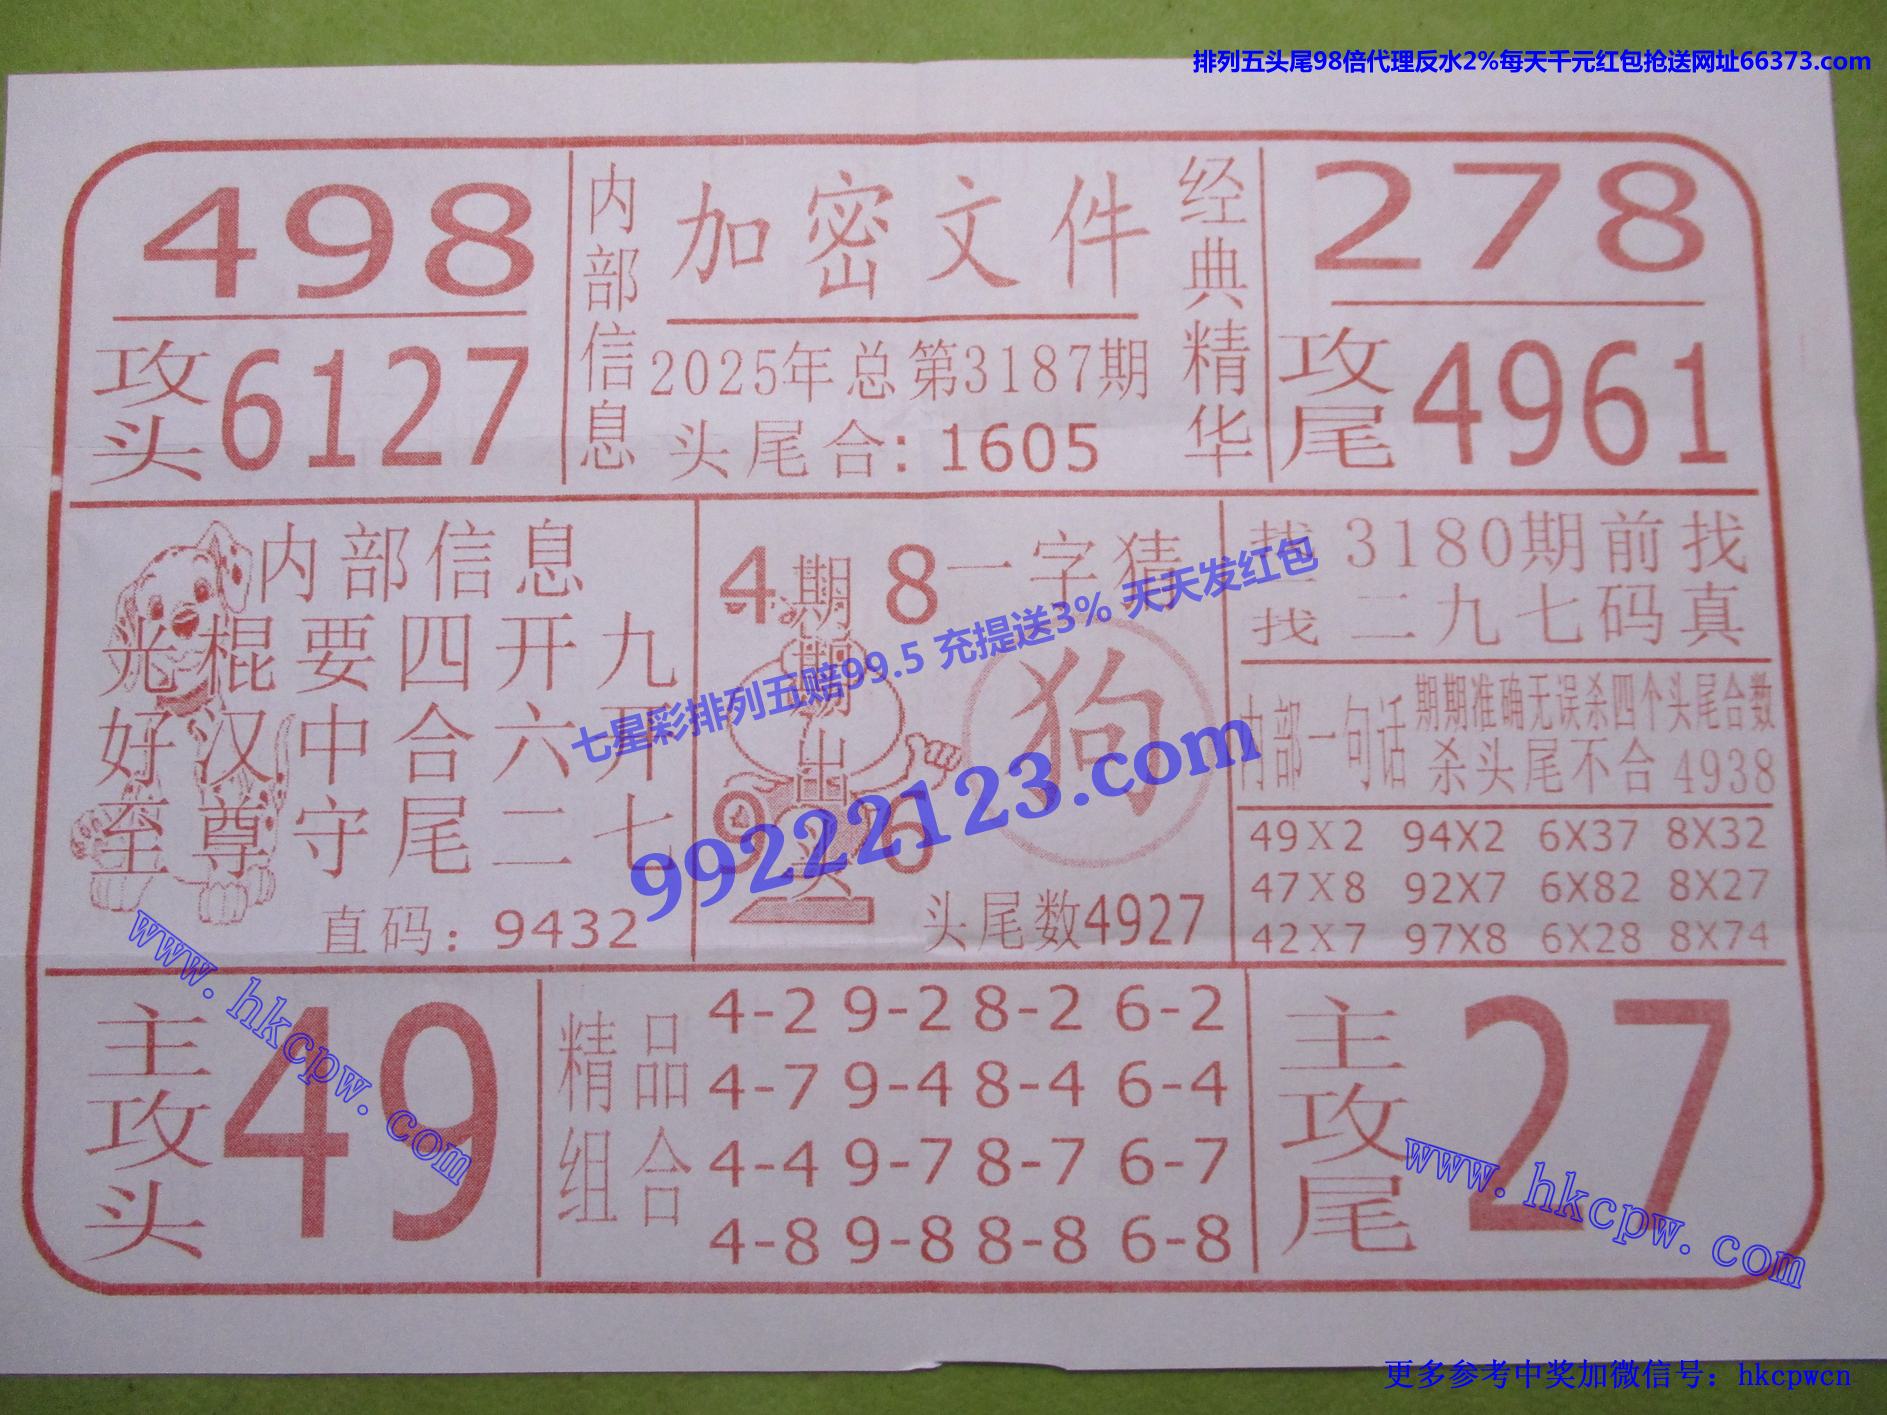 排列五头尾98倍代理反水2%每天千元红包抢送网址66373.com
498
攻头6127
内部信息
加密文件
2025年总第3187期
头尾合:1605
经典精华
278
攻尾4961
内部信息
光棍要四开九
好汉中合六开
至尊守尾二七
直码:9432
4 8
期期出奖
9 6
一字猜
狗
头尾数4927
找一找
3180期前找
二九七码真
内部一句话
期期准确无误杀四个头尾合数
杀头尾不合4938
49X2 94X2 6X37 8X32
47X8 92X7 6X82 8X27
42X7 97X8 6X28 8X74
七星彩排列五赔99.5 充提送3% 天天发红包
99222123.com
主攻头49
精品组合
4-2 9-2 8-2 6-2
4-7 9-4 8-4 6-4
4-4 9-7 8-7 6-7
4-8 9-8 8-8 6-8
主攻尾27
www.hkcpw.com
www.hkcpw.com
更多参考中奖加微信号：hkcpwcn